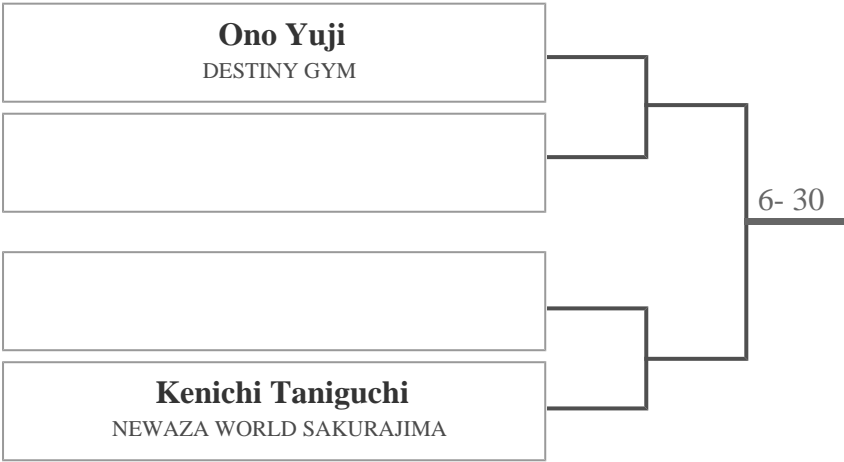 Ono Yuji
DESTINY GYM
6- 30
Kenichi Taniguchi
NEWAZA WORLD SAKURAJIMA